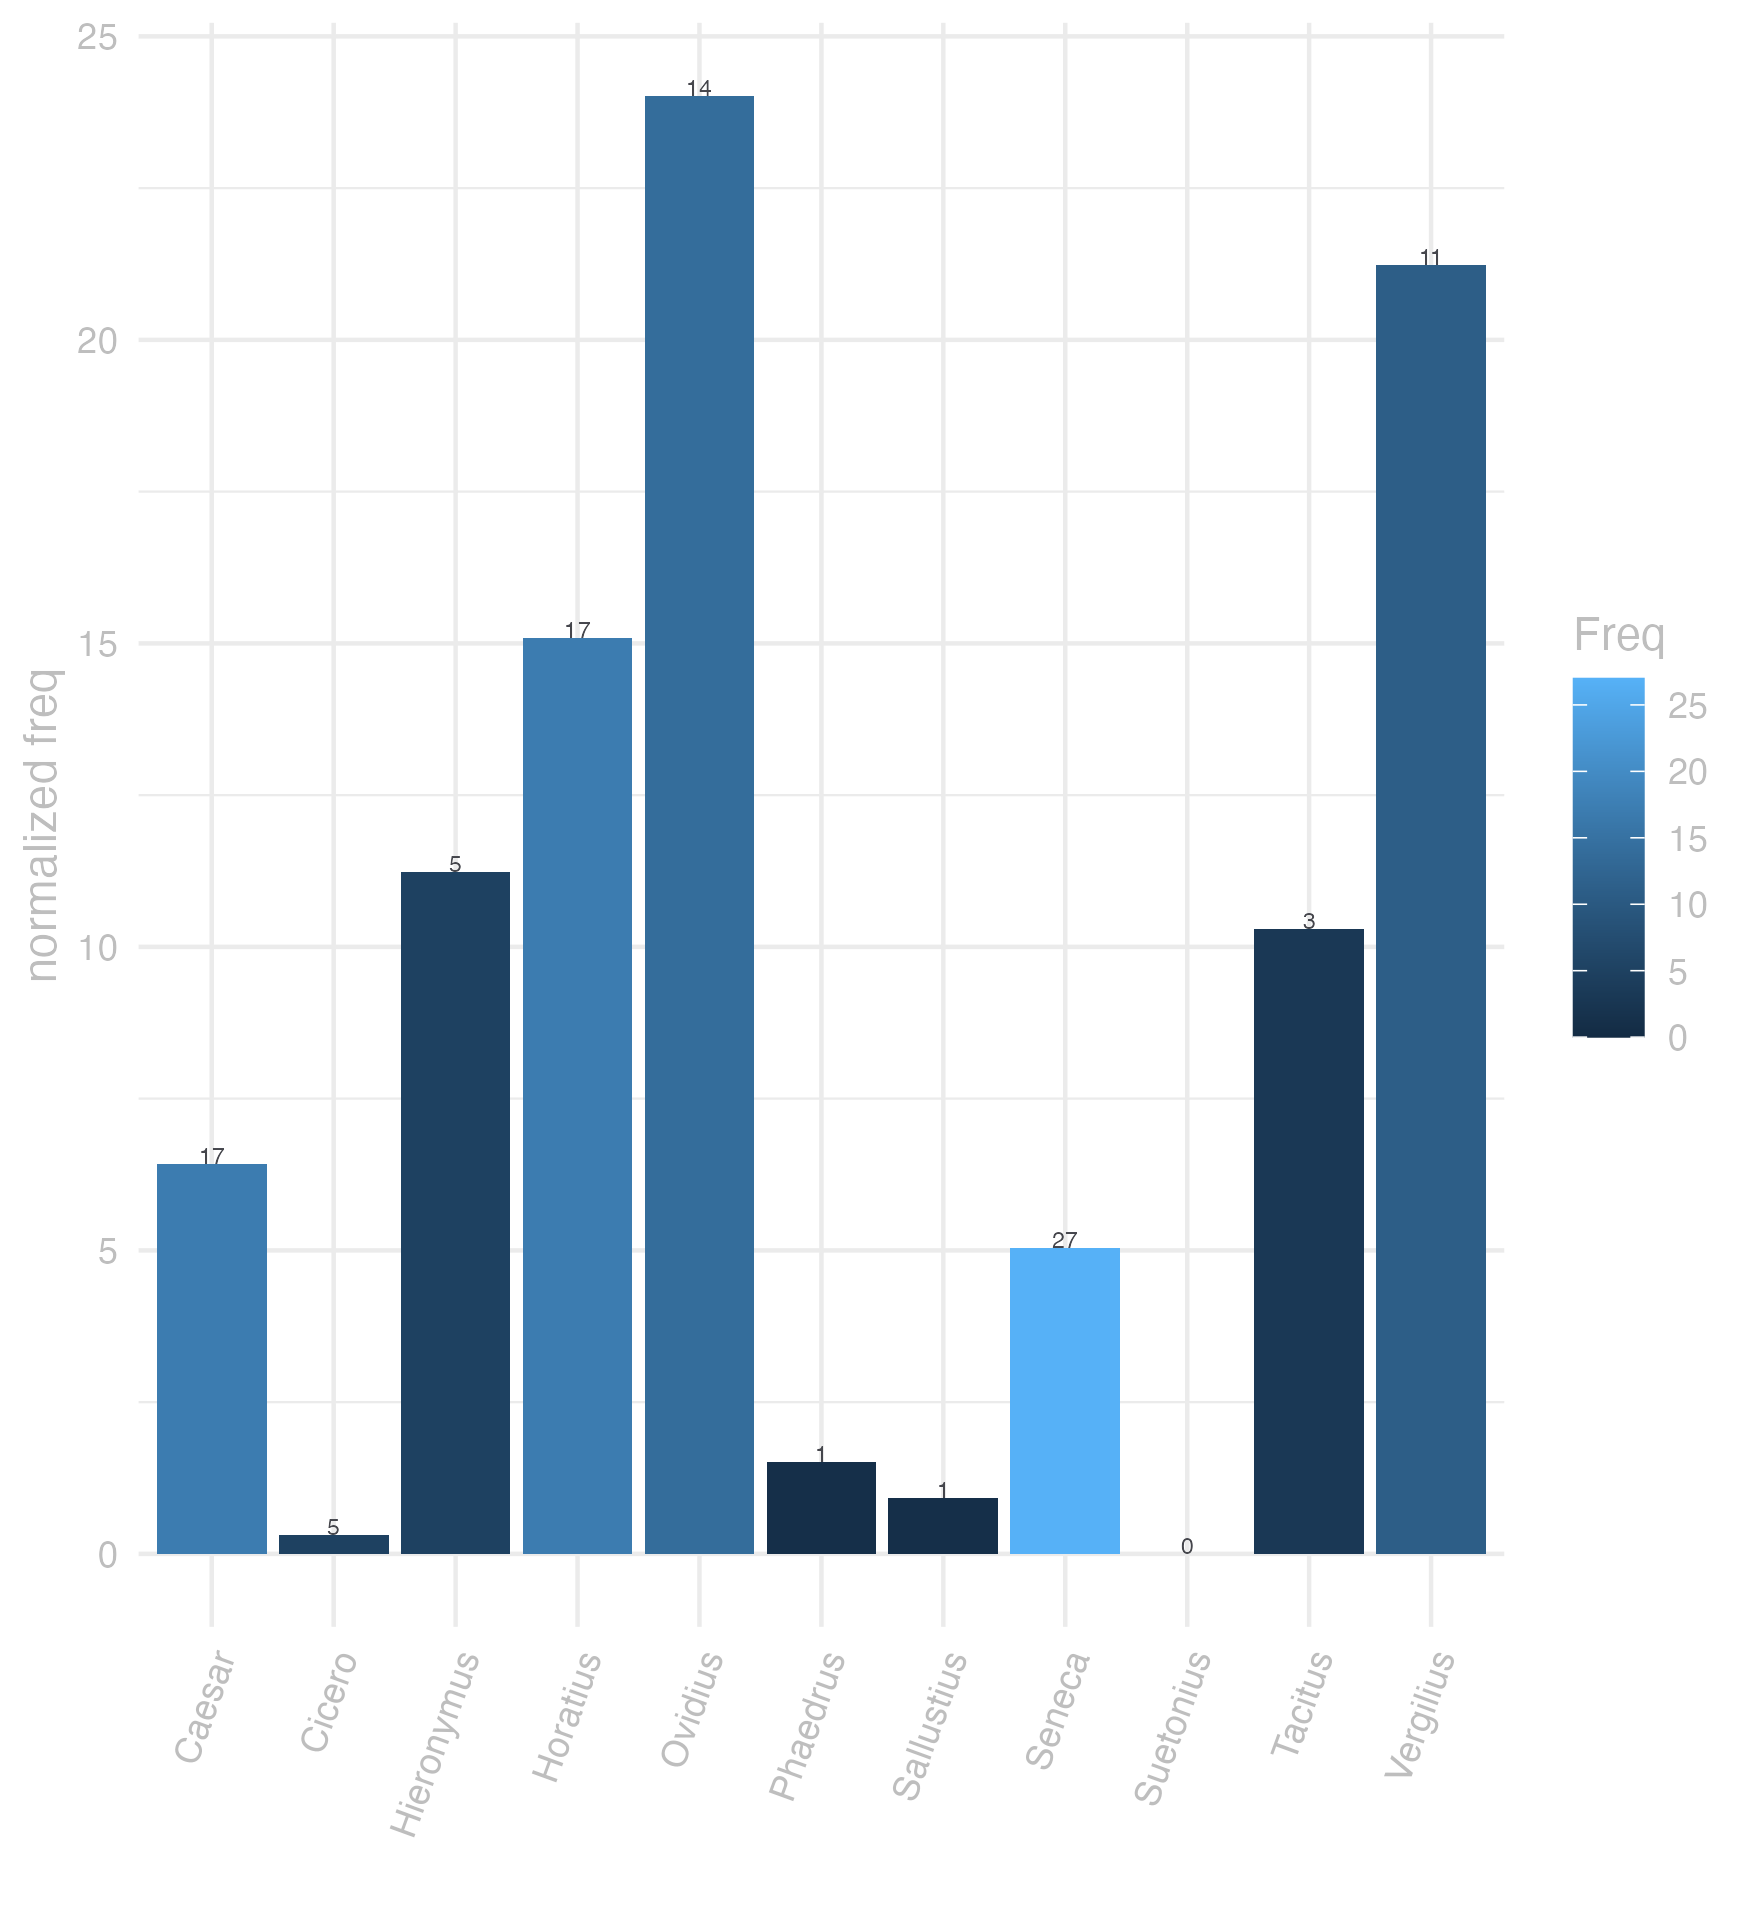 25
20
15
10
5
0
normalized freq
17
5
5
17
14
1
1
27
0
3
11
Caesar
Cicero
Hieronymus
Horatius
Ovidius
Phaedrus
Sallustius
Seneca
Suetonius
Tacitus
Vergilius
Freq
25
20
15
10
5
0